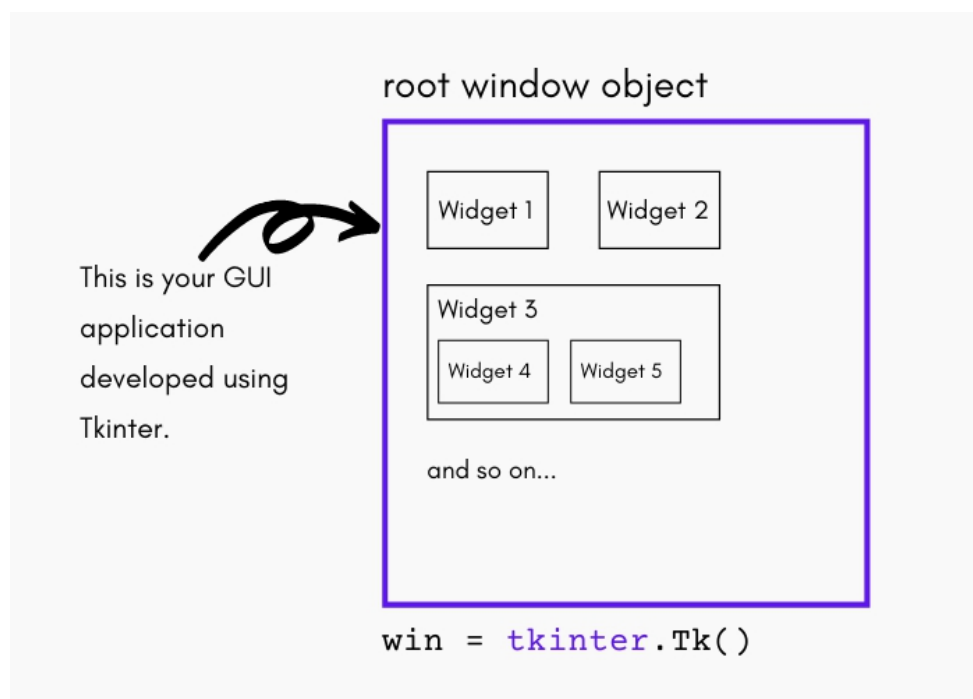 root window object
Widget 1
Widget 2
This is your GUI
application
developed using
Tkinter.
Widget 3
Widget 4
Widget 5
and so on...
win = tkinter.Tk()